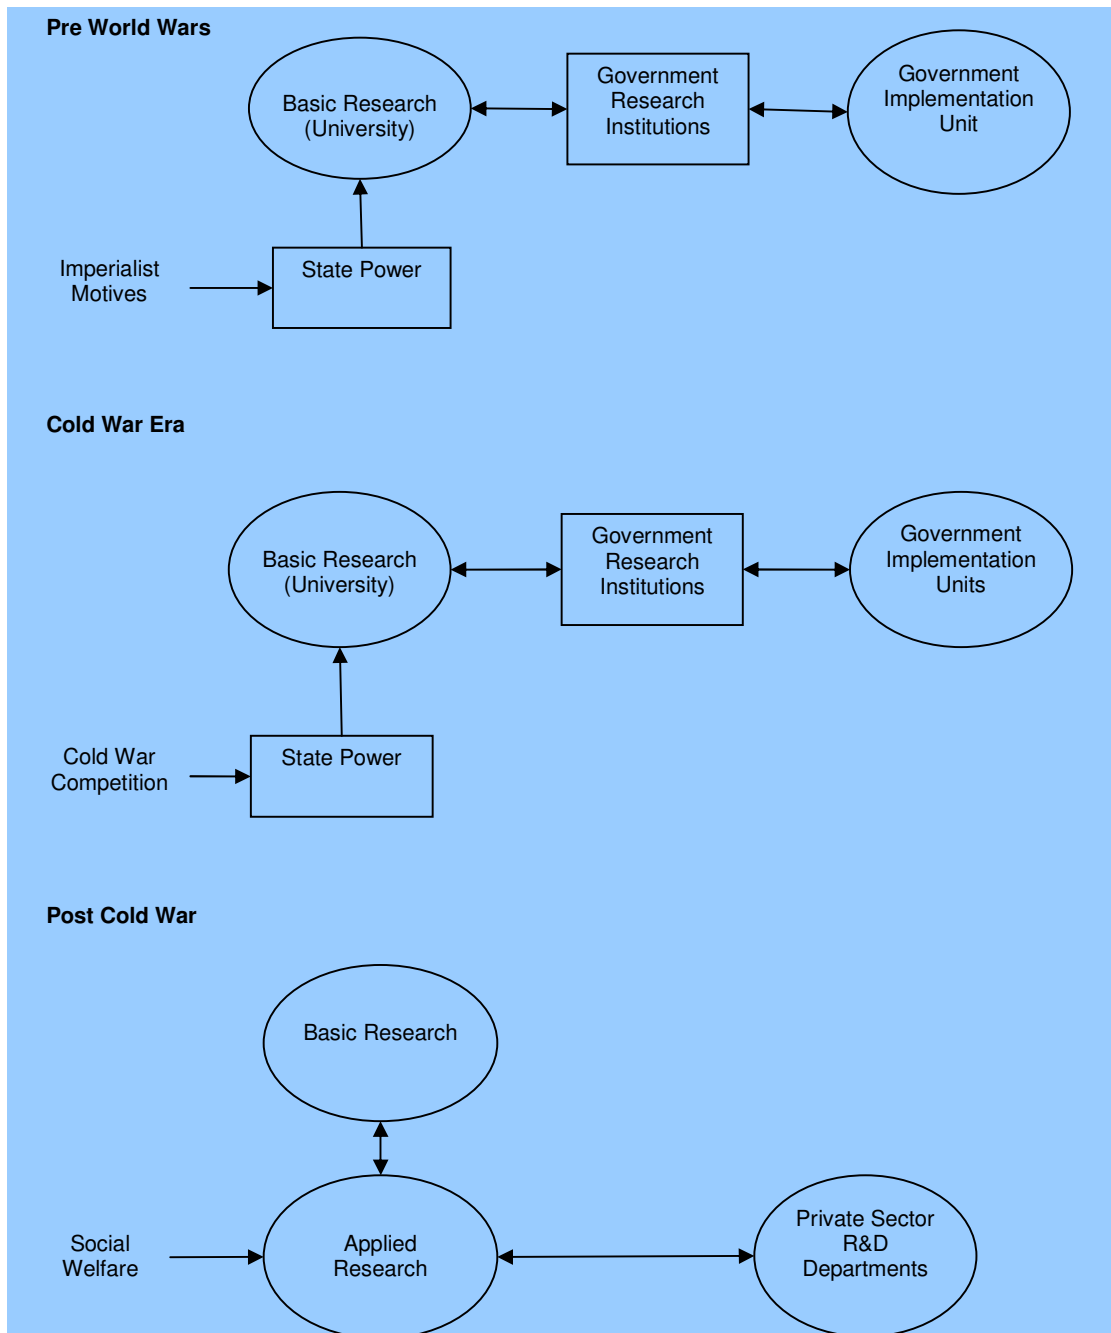 Pre World Wars
Basic Research
(University)
Government
Research
Institutions
Government
Implementation
Unit
Imperialist
Motives
State Power
Cold War Era
Basic Research
(University)
Government
Research
Institutions
Government
Implementation
Units
Cold War
Competition
State Power
Post Cold War
Basic Research
Social
Welfare
Applied
Research
Private Sector
R&D
Departments